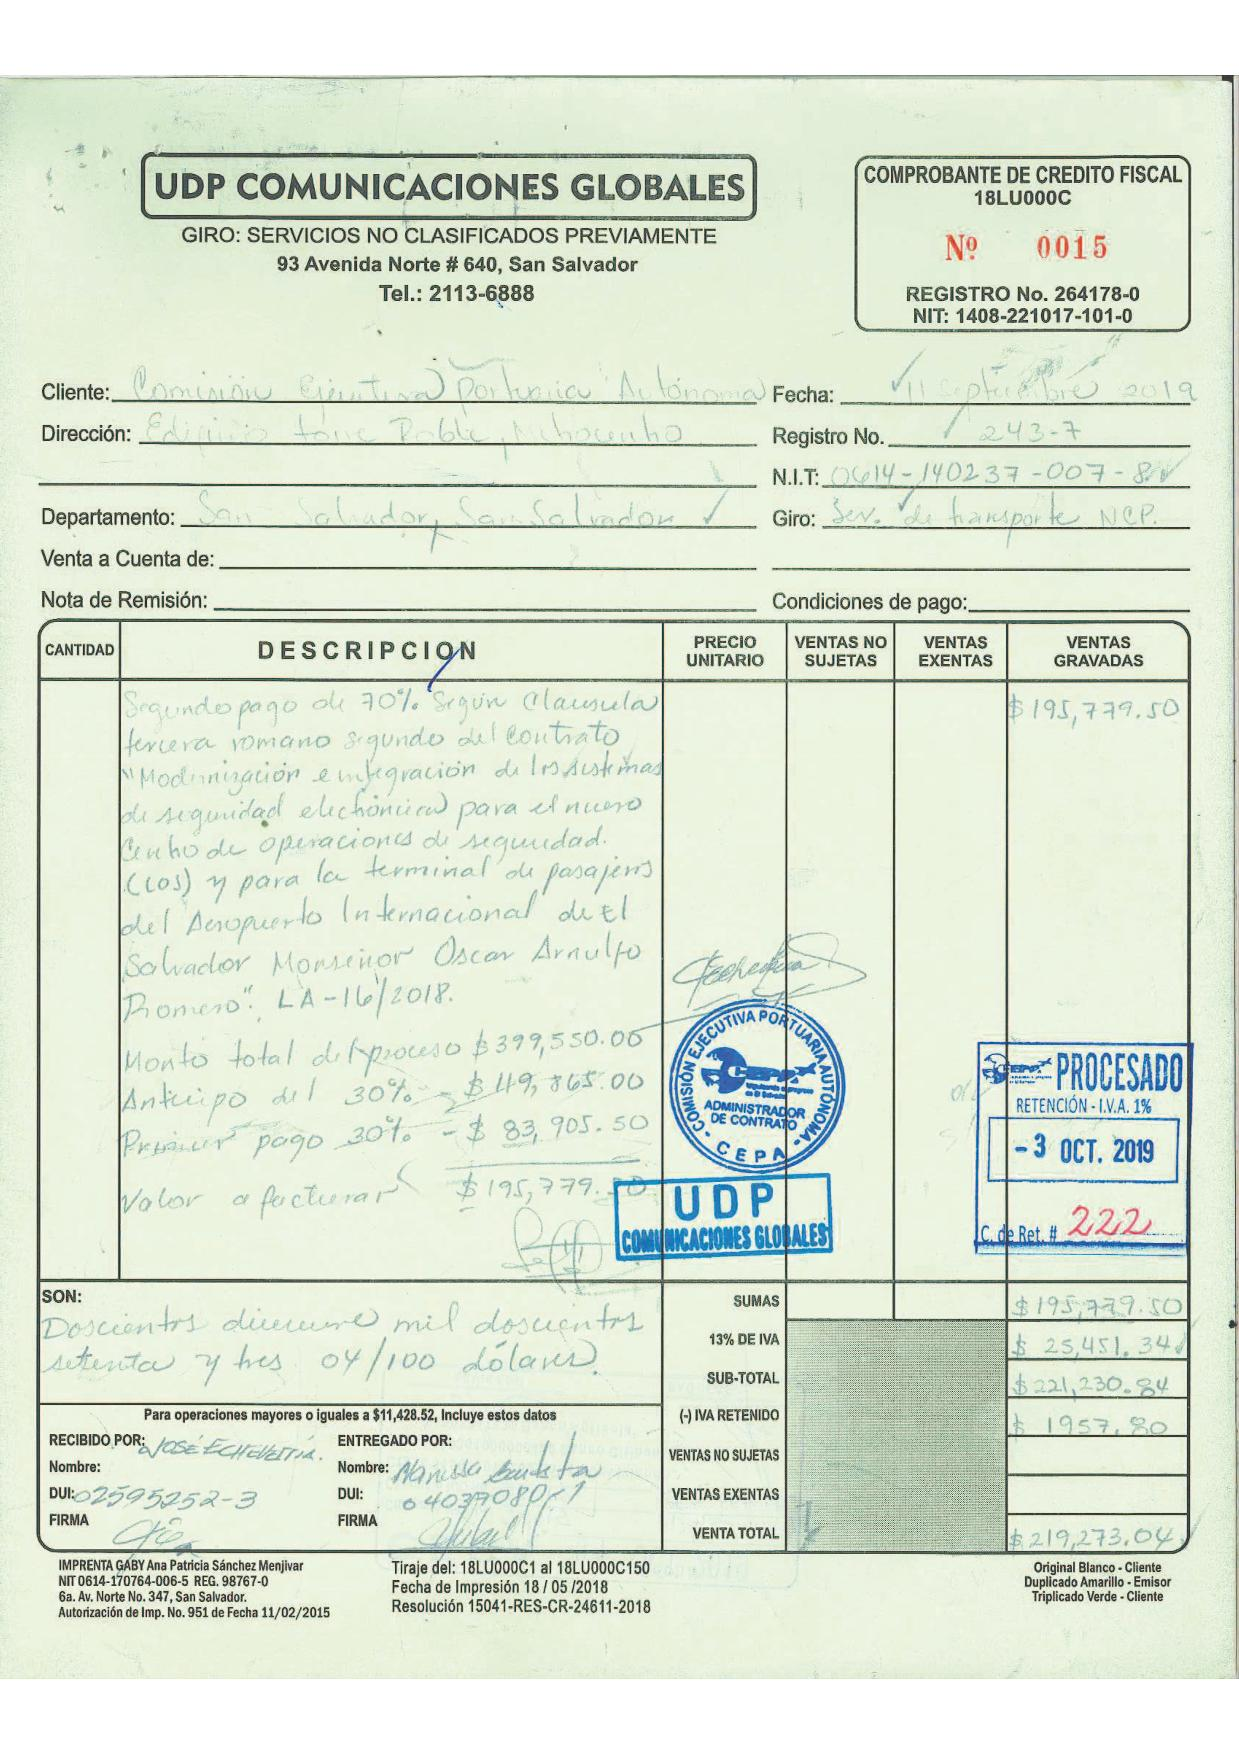 UDP COMUNICACIONES GLOBALES
GIRO: SERVICIOS NO CLASIFICADOS PREVIAMENTE
93 Avenida Norte # 640, San Salvador
Tel.: 2113-6888
COMPROBANTE DE CREDITO FISCAL
18LU000C
Nº 0015
REGISTRO No. 264178-0
NIT: 1408-221017-101-0
Cliente: Comisión Ejecutiva Portuaria Autónoma
Fecha: 11 septiembre 2019
Dirección: Edificio torre Roble, Metrocentro
Registro No. 243-7
N.I.T: 0614-140237-007-8
Departamento: San Salvador, San Salvador
Giro: Serv. de transporte NCP.
Venta a Cuenta de:
Nota de Remisión:
Condiciones de pago:
CANTIDAD DESCRIPCION PRECIO UNITARIO VENTAS NO SUJETAS VENTAS EXENTAS VENTAS GRAVADAS
Segundo pago de 70% Según Clausula $195,779.50
tercera romano segundo del contrato
"Modernización e integración de los sistemas
de seguridad electrónica para el nuevo
Centro de operaciones de seguridad.
(COS) y para la terminal de pasajeros
del Aeropuerto Internacional de El
Salvador Monseñor Oscar Arnulfo
Romero". LA-16/2018.
Monto total del proceso $399,550.00
Anticipo del 30% - $119,865.00
Primer pago 30% - $ 83,905.50
Valor a facturar $195,779.50
COMISIÓN EJECUTIVA PORTUARIA AUTÓNOMA
CEPA
ADMINISTRADOR
DE CONTRATO
- CEPA -
UDP
COMUNICACIONES GLOBALES
CEPA PROCESADO
RETENCIÓN - I.V.A. 1%
- 3 OCT. 2019
C. de Ret. # 222
SON:
Doscientos diecinueve mil doscientos
setenta y tres 04/100 dólares.
SUMAS $195,779.50
13% DE IVA $ 25,451.34
SUB-TOTAL $221,230.84
(-) IVA RETENIDO $ 1957.80
VENTAS NO SUJETAS
VENTAS EXENTAS
VENTA TOTAL $219,273.04
Para operaciones mayores o iguales a $11,428.52, Incluye estos datos
RECIBIDO POR: JOSÉ ECHEVERRÍA.
Nombre:
DUI: 02595252-3
FIRMA
ENTREGADO POR:
Nombre:
DUI: 04039080-1
FIRMA
IMPRENTA GABY Ana Patricia Sánchez Menjivar
NIT 0614-170764-006-5 REG. 98767-0
6a. Av. Norte No. 347, San Salvador.
Autorización de Imp. No. 951 de Fecha 11/02/2015
Tiraje del: 18LU000C1 al 18LU000C150
Fecha de Impresión 18 / 05 /2018
Resolución 15041-RES-CR-24611-2018
Original Blanco - Cliente
Duplicado Amarillo - Emisor
Triplicado Verde - Cliente